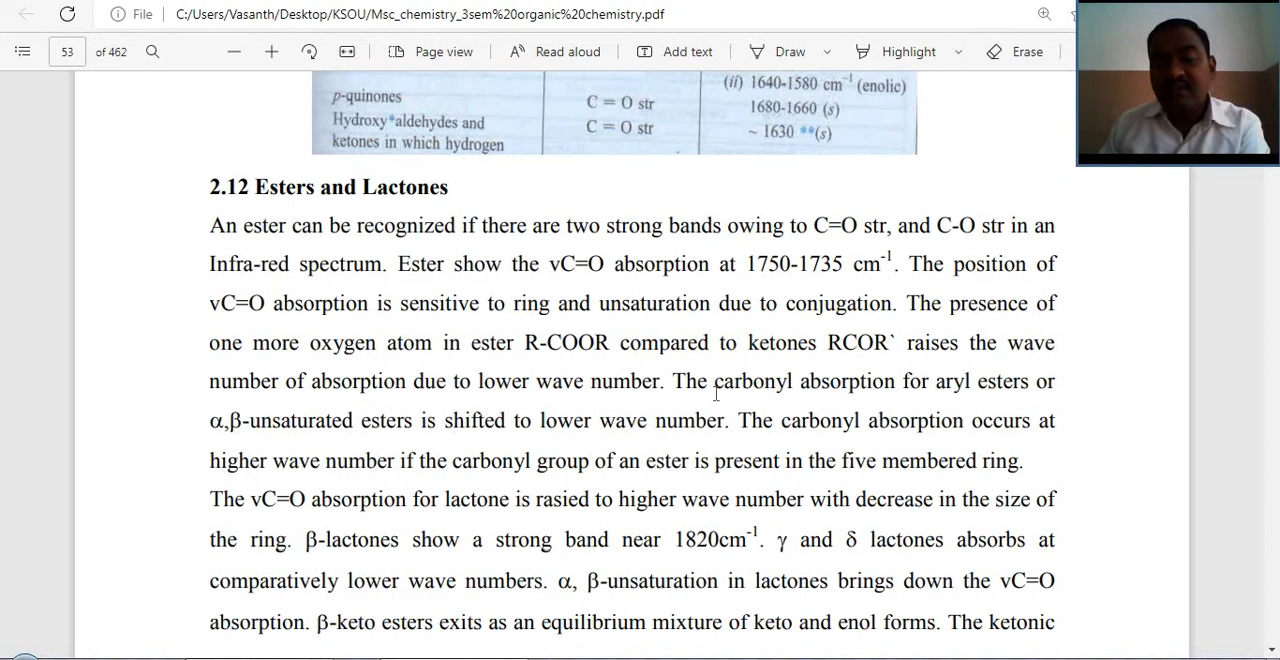 File C:/Users/Vasanth/Desktop/KSOU/Msc_chemistry_3sem%20organic%20chemistry.pdf
53 of 462 Page view Read aloud Add text Draw Highlight Erase
(ii) 1640-1580 cm⁻¹ (enolic)
p-quinones C = O str 1680-1660 (s)
Hydroxy*aldehydes and C = O str ~ 1630 **(s)
ketones in which hydrogen
2.12 Esters and Lactones
An ester can be recognized if there are two strong bands owing to C=O str, and C-O str in an
Infra-red spectrum. Ester show the νC=O absorption at 1750-1735 cm⁻¹. The position of
νC=O absorption is sensitive to ring and unsaturation due to conjugation. The presence of
one more oxygen atom in ester R-COOR compared to ketones RCOR` raises the wave
number of absorption due to lower wave number. The carbonyl absorption for aryl esters or
α,β-unsaturated esters is shifted to lower wave number. The carbonyl absorption occurs at
higher wave number if the carbonyl group of an ester is present in the five membered ring.
The νC=O absorption for lactone is rasied to higher wave number with decrease in the size of
the ring. β-lactones show a strong band near 1820cm⁻¹. γ and δ lactones absorbs at
comparatively lower wave numbers. α, β-unsaturation in lactones brings down the νC=O
absorption. β-keto esters exits as an equilibrium mixture of keto and enol forms. The ketonic